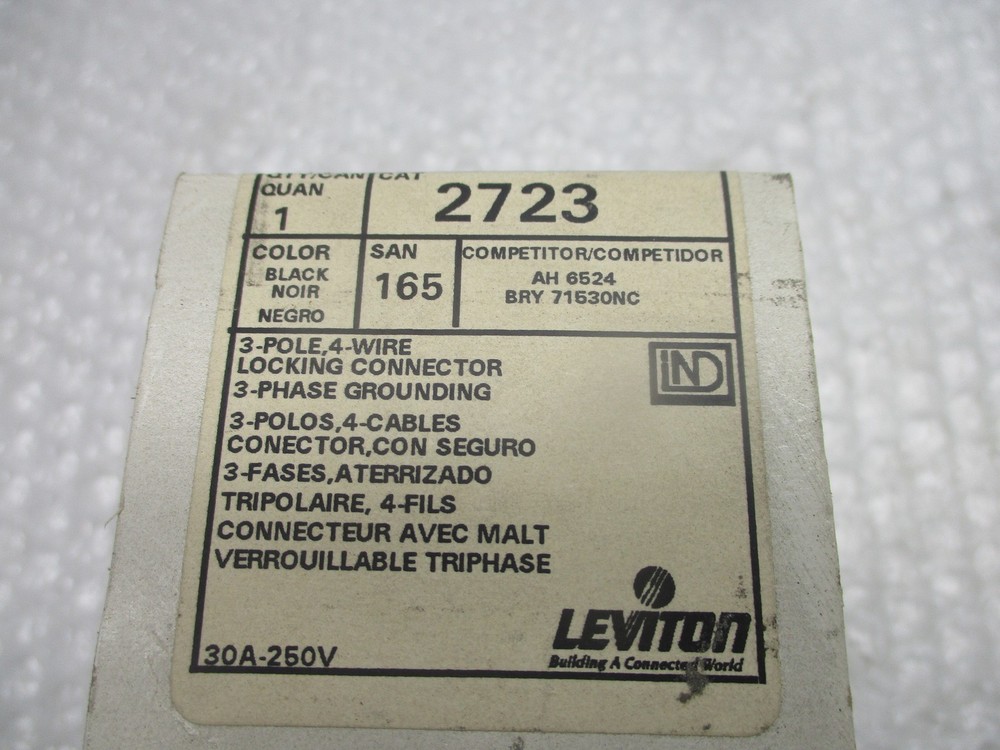 QTY/CAN CAT
QUAN 2723
1
COLOR SAN COMPETITOR/COMPETIDOR
BLACK 165 AH 6524
NOIR BRY 71530NC
NEGRO
3-POLE,4-WIRE
LOCKING CONNECTOR
3-PHASE GROUNDING
3-POLOS,4-CABLES
CONECTOR,CON SEGURO
3-FASES,ATERRIZADO
TRIPOLAIRE, 4-FILS
CONNECTEUR AVEC MALT
VERROUILLABLE TRIPHASE
30A-250V
LEVITON
Building A Connected World